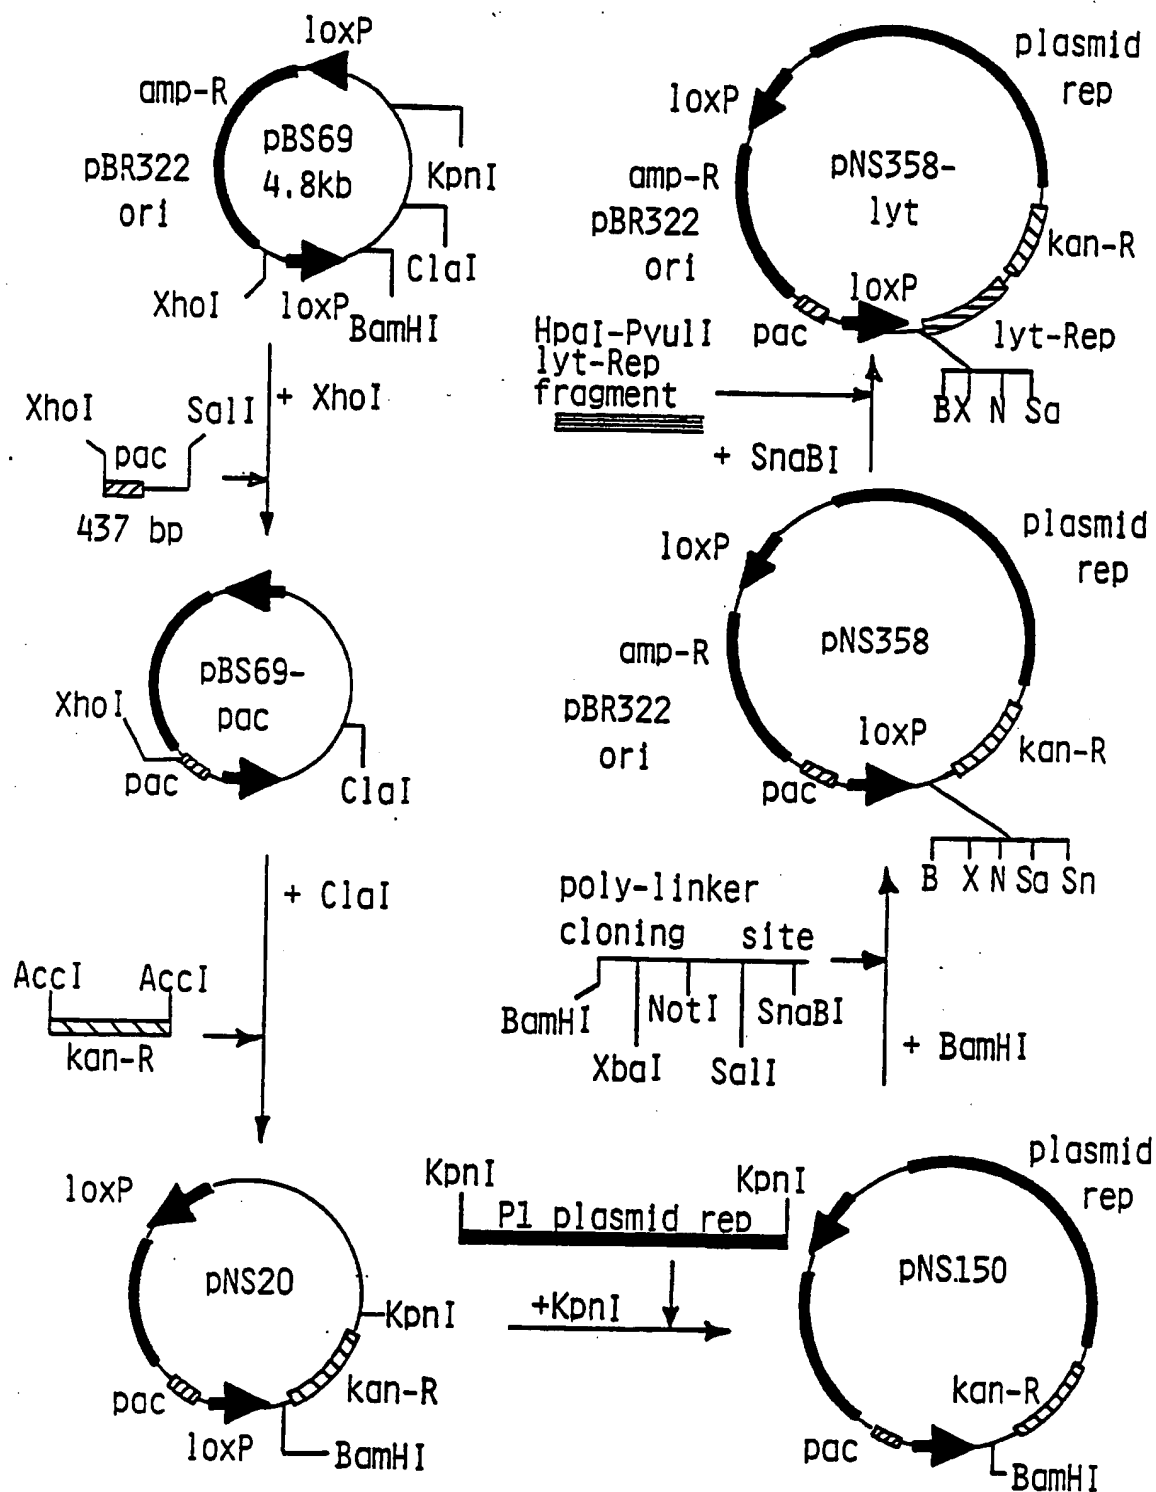 loxP
amp-R
pBS69
4.8kb
pBR322
ori
KpnI
ClaI
XhoI
loxP
BamHI
+ XhoI
XhoI
SalI
pac
437 bp
pBS69-
pac
XhoI
pac
ClaI
+ ClaI
AccI
AccI
kan-R
loxP
pNS20
KpnI
kan-R
pac
loxP
BamHI
KpnI
KpnI
P1 plasmid rep
+KpnI
plasmid
rep
pNS150
kan-R
pac
BamHI
poly-linker
cloning site
BamHI
NotI
SnaBI
XbaI
SalI
+ BamHI
plasmid
rep
loxP
amp-R
pNS358
pBR322
ori
loxP
kan-R
pac
B X N Sa Sn
HpaI-PvulI
lyt-Rep
fragment
+ SnaBI
plasmid
rep
loxP
amp-R
pNS358-
lyt
pBR322
ori
kan-R
loxP
pac
lyt-Rep
BX N Sa